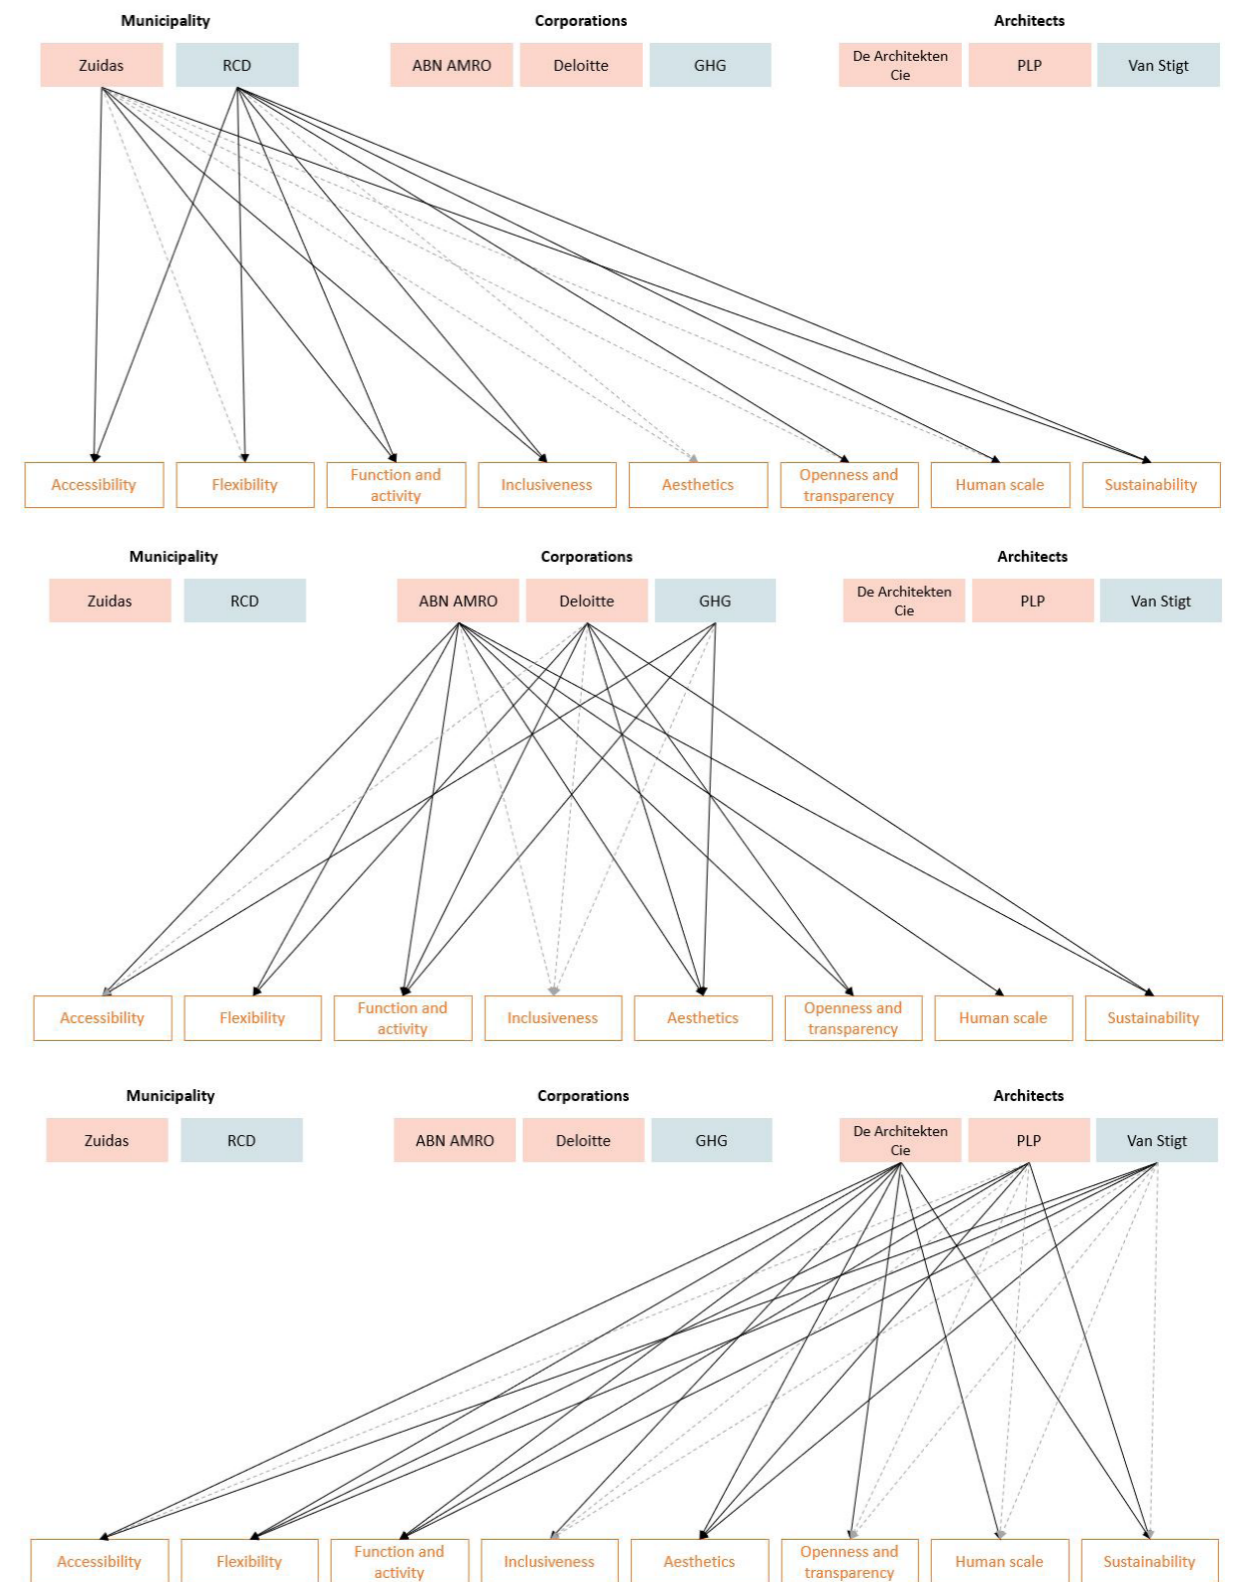 Municipality
Corporations
Architects
Zuidas
RCD
ABN AMRO
Deloitte
GHG
De Architekten
Cie
PLP
Van Stigt
Accessibility
Flexibility
Function and
activity
Inclusiveness
Aesthetics
Openness and
transparency
Human scale
Sustainability
Municipality
Corporations
Architects
Zuidas
RCD
ABN AMRO
Deloitte
GHG
De Architekten
Cie
PLP
Van Stigt
Accessibility
Flexibility
Function and
activity
Inclusiveness
Aesthetics
Openness and
transparency
Human scale
Sustainability
Municipality
Corporations
Architects
Zuidas
RCD
ABN AMRO
Deloitte
GHG
De Architekten
Cie
PLP
Van Stigt
Accessibility
Flexibility
Function and
activity
Inclusiveness
Aesthetics
Openness and
transparency
Human scale
Sustainability